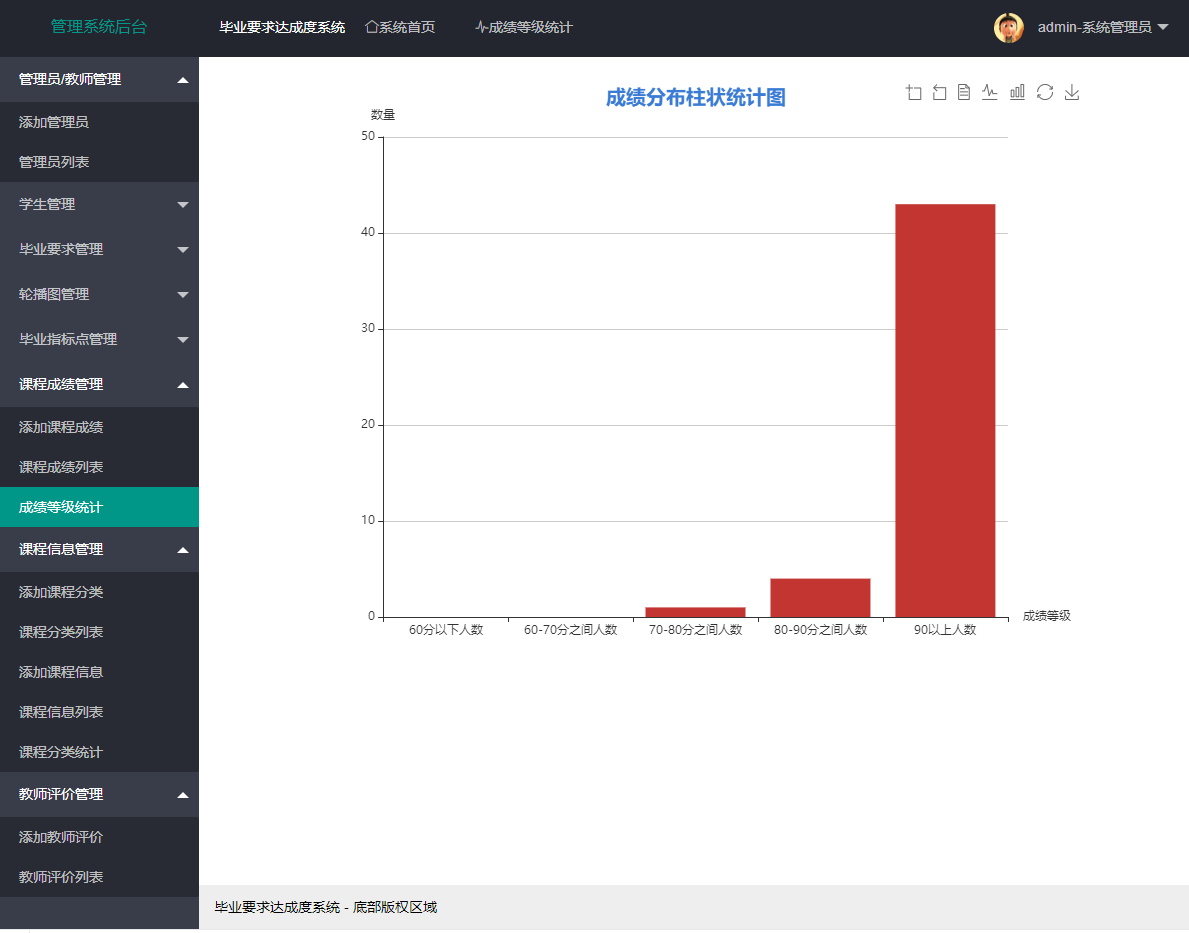 管理系统后台
毕业要求达成度系统 系统首页 成绩等级统计 admin-系统管理员
管理员/教师管理
添加管理员
管理员列表
学生管理
毕业要求管理
轮播图管理
毕业指标点管理
课程成绩管理
添加课程成绩
课程成绩列表
成绩等级统计
课程信息管理
添加课程分类
课程分类列表
添加课程信息
课程信息列表
课程分类统计
教师评价管理
添加教师评价
教师评价列表
成绩分布柱状统计图
数量
50
40
30
20
10
0
60分以下人数 60-70分之间人数 70-80分之间人数 80-90分之间人数 90以上人数
成绩等级
毕业要求达成度系统 - 底部版权区域